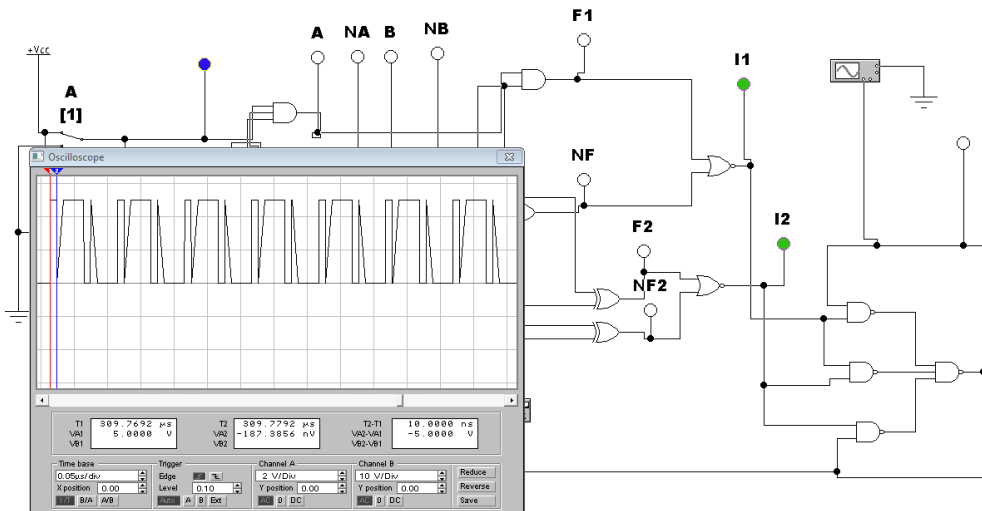 F1
A NA B NB
+Vcc
I1
A
[1]
Oscilloscope
NF
I2
F2
NF2
T1 309.7692 µs T2 309.7792 µs T2-T1 10.0000 ns
VA1 5.0000 V VA2 -187.3856 nV VA2-VA1 -5.0000 V
VB1 VB2 VB2-VB1
Time base Trigger Channel A Channel B Reduce
0.05µs/div Edge 2 V/Div 10 V/Div
X position 0.00 Level 0.10 Y position 0.00 Y position 0.00 Reverse
Y/T B/A A/B Auto A B Ext AC 0 DC AC 0 DC Save